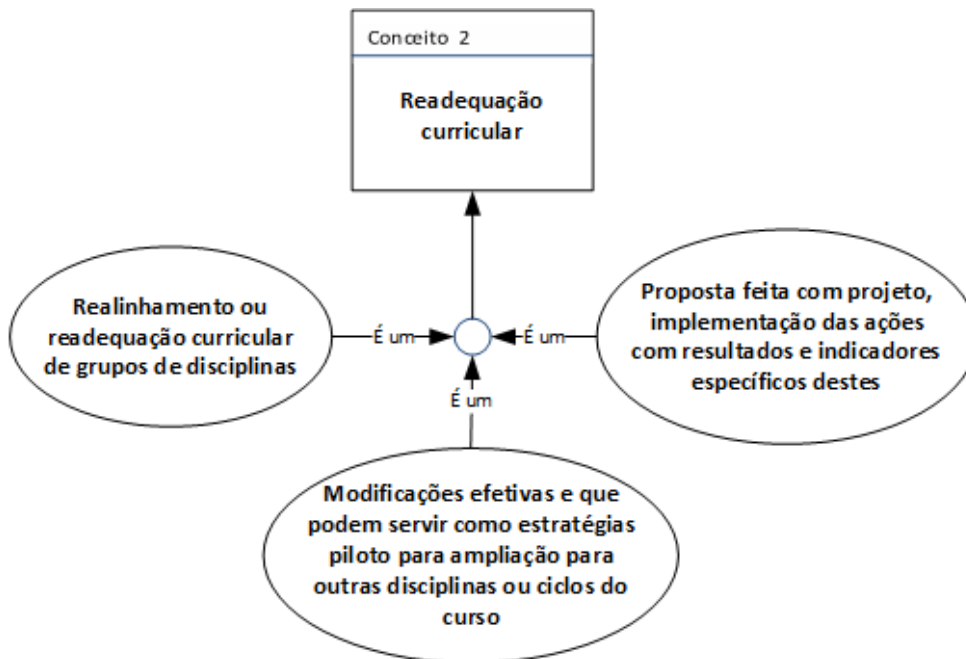 Conceito 2
Readequação
curricular
Realinhamento ou
readequação curricular
de grupos de disciplinas
É um
É um
Proposta feita com projeto,
implementação das ações
com resultados e indicadores
específicos destes
É um
Modificações efetivas e que
podem servir como estratégias
piloto para ampliação para
outras disciplinas ou ciclos do
curso